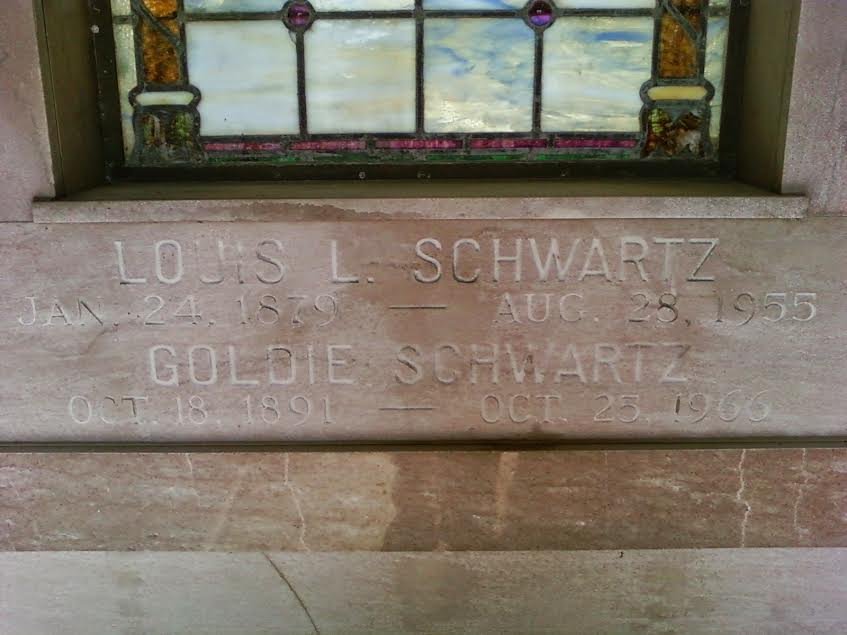 LOUIS L. SCHWARTZ
JAN. 24, 1879 — AUG. 28, 1955
GOLDIE SCHWARTZ
OCT. 18, 1891 — OCT. 25, 1966